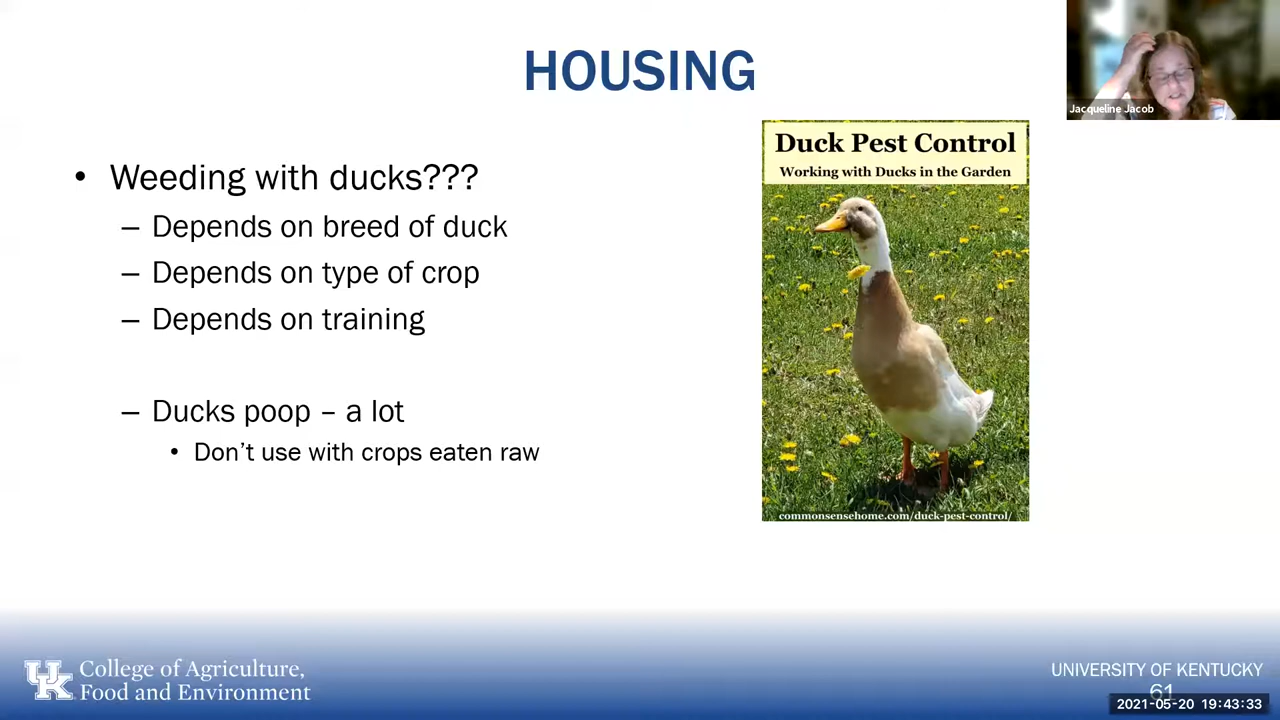 HOUSING
Jacqueline Jacob
• Weeding with ducks???
– Depends on breed of duck
– Depends on type of crop
– Depends on training
– Ducks poop – a lot
• Don't use with crops eaten raw
Duck Pest Control
Working with Ducks in the Garden
commonsensehome.com/duck-pest-control/
UK
College of Agriculture,
Food and Environment
UNIVERSITY OF KENTUCKY
61
2021-05-20 19:43:33